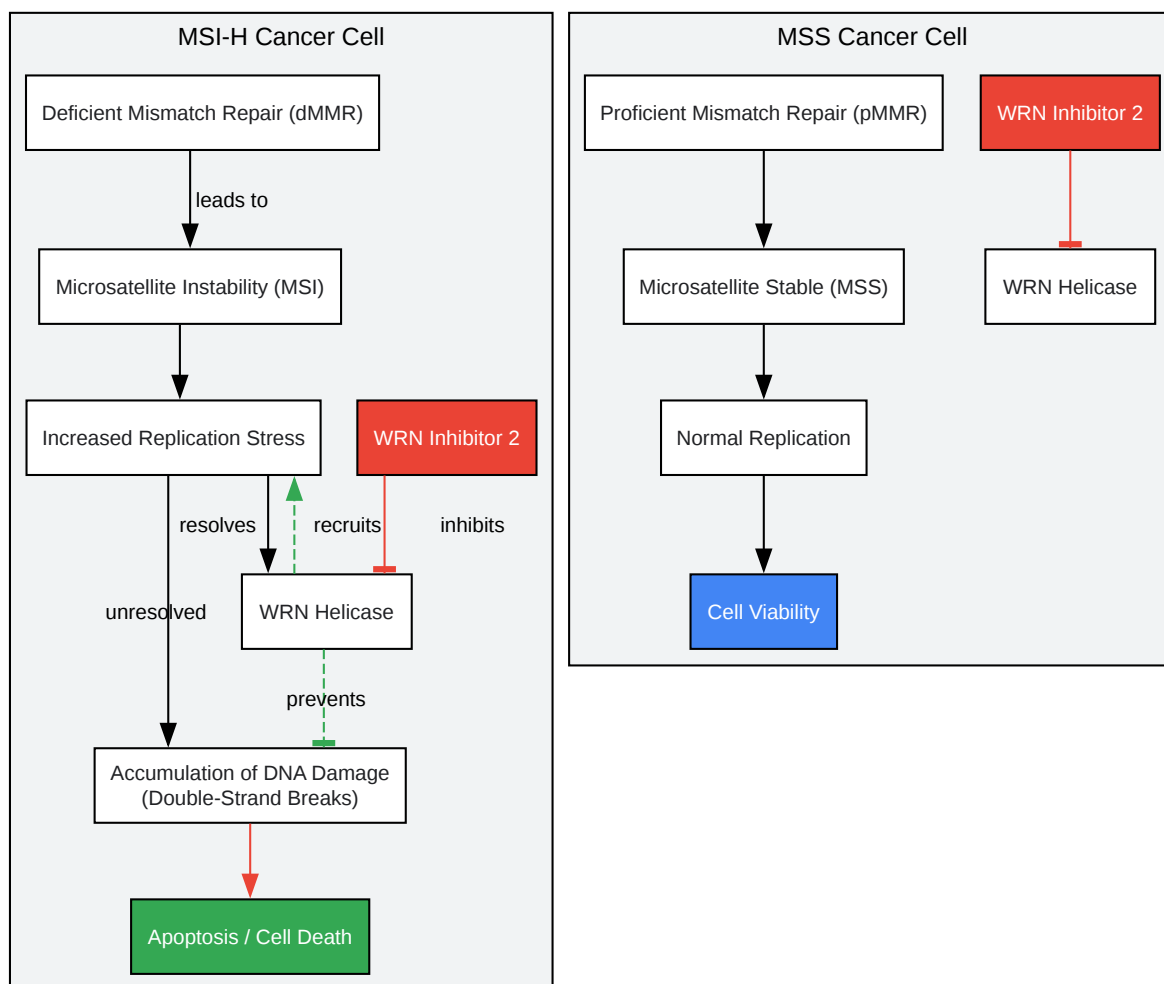 MSI-H Cancer Cell
Deficient Mismatch Repair (dMMR)
leads to
Microsatellite Instability (MSI)
Increased Replication Stress
WRN Inhibitor 2
resolves
recruits
inhibits
unresolved
WRN Helicase
prevents
Accumulation of DNA Damage
(Double-Strand Breaks)
Apoptosis / Cell Death
MSS Cancer Cell
Proficient Mismatch Repair (pMMR)
WRN Inhibitor 2
Microsatellite Stable (MSS)
WRN Helicase
Normal Replication
Cell Viability